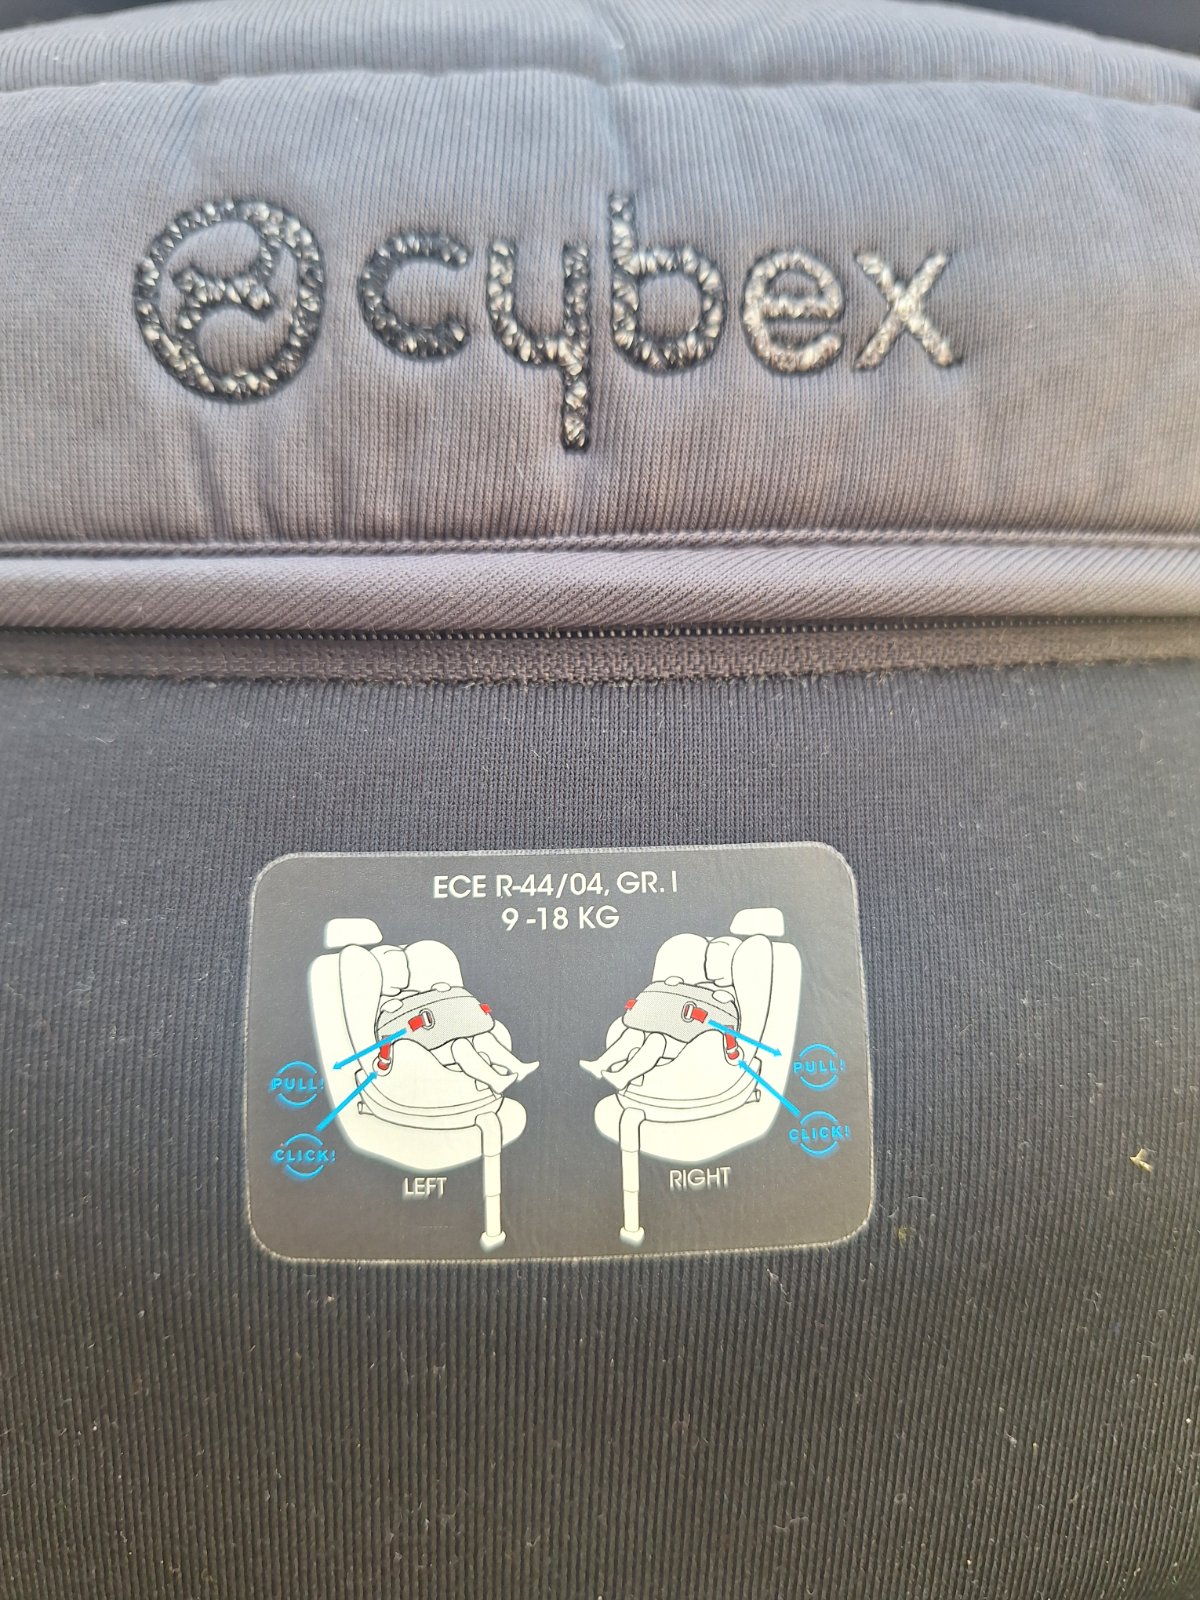 cybex
ECE R-44/04, GR. I
9 -18 KG
PULL!
CLICK!
LEFT
PULL!
CLICK!
RIGHT